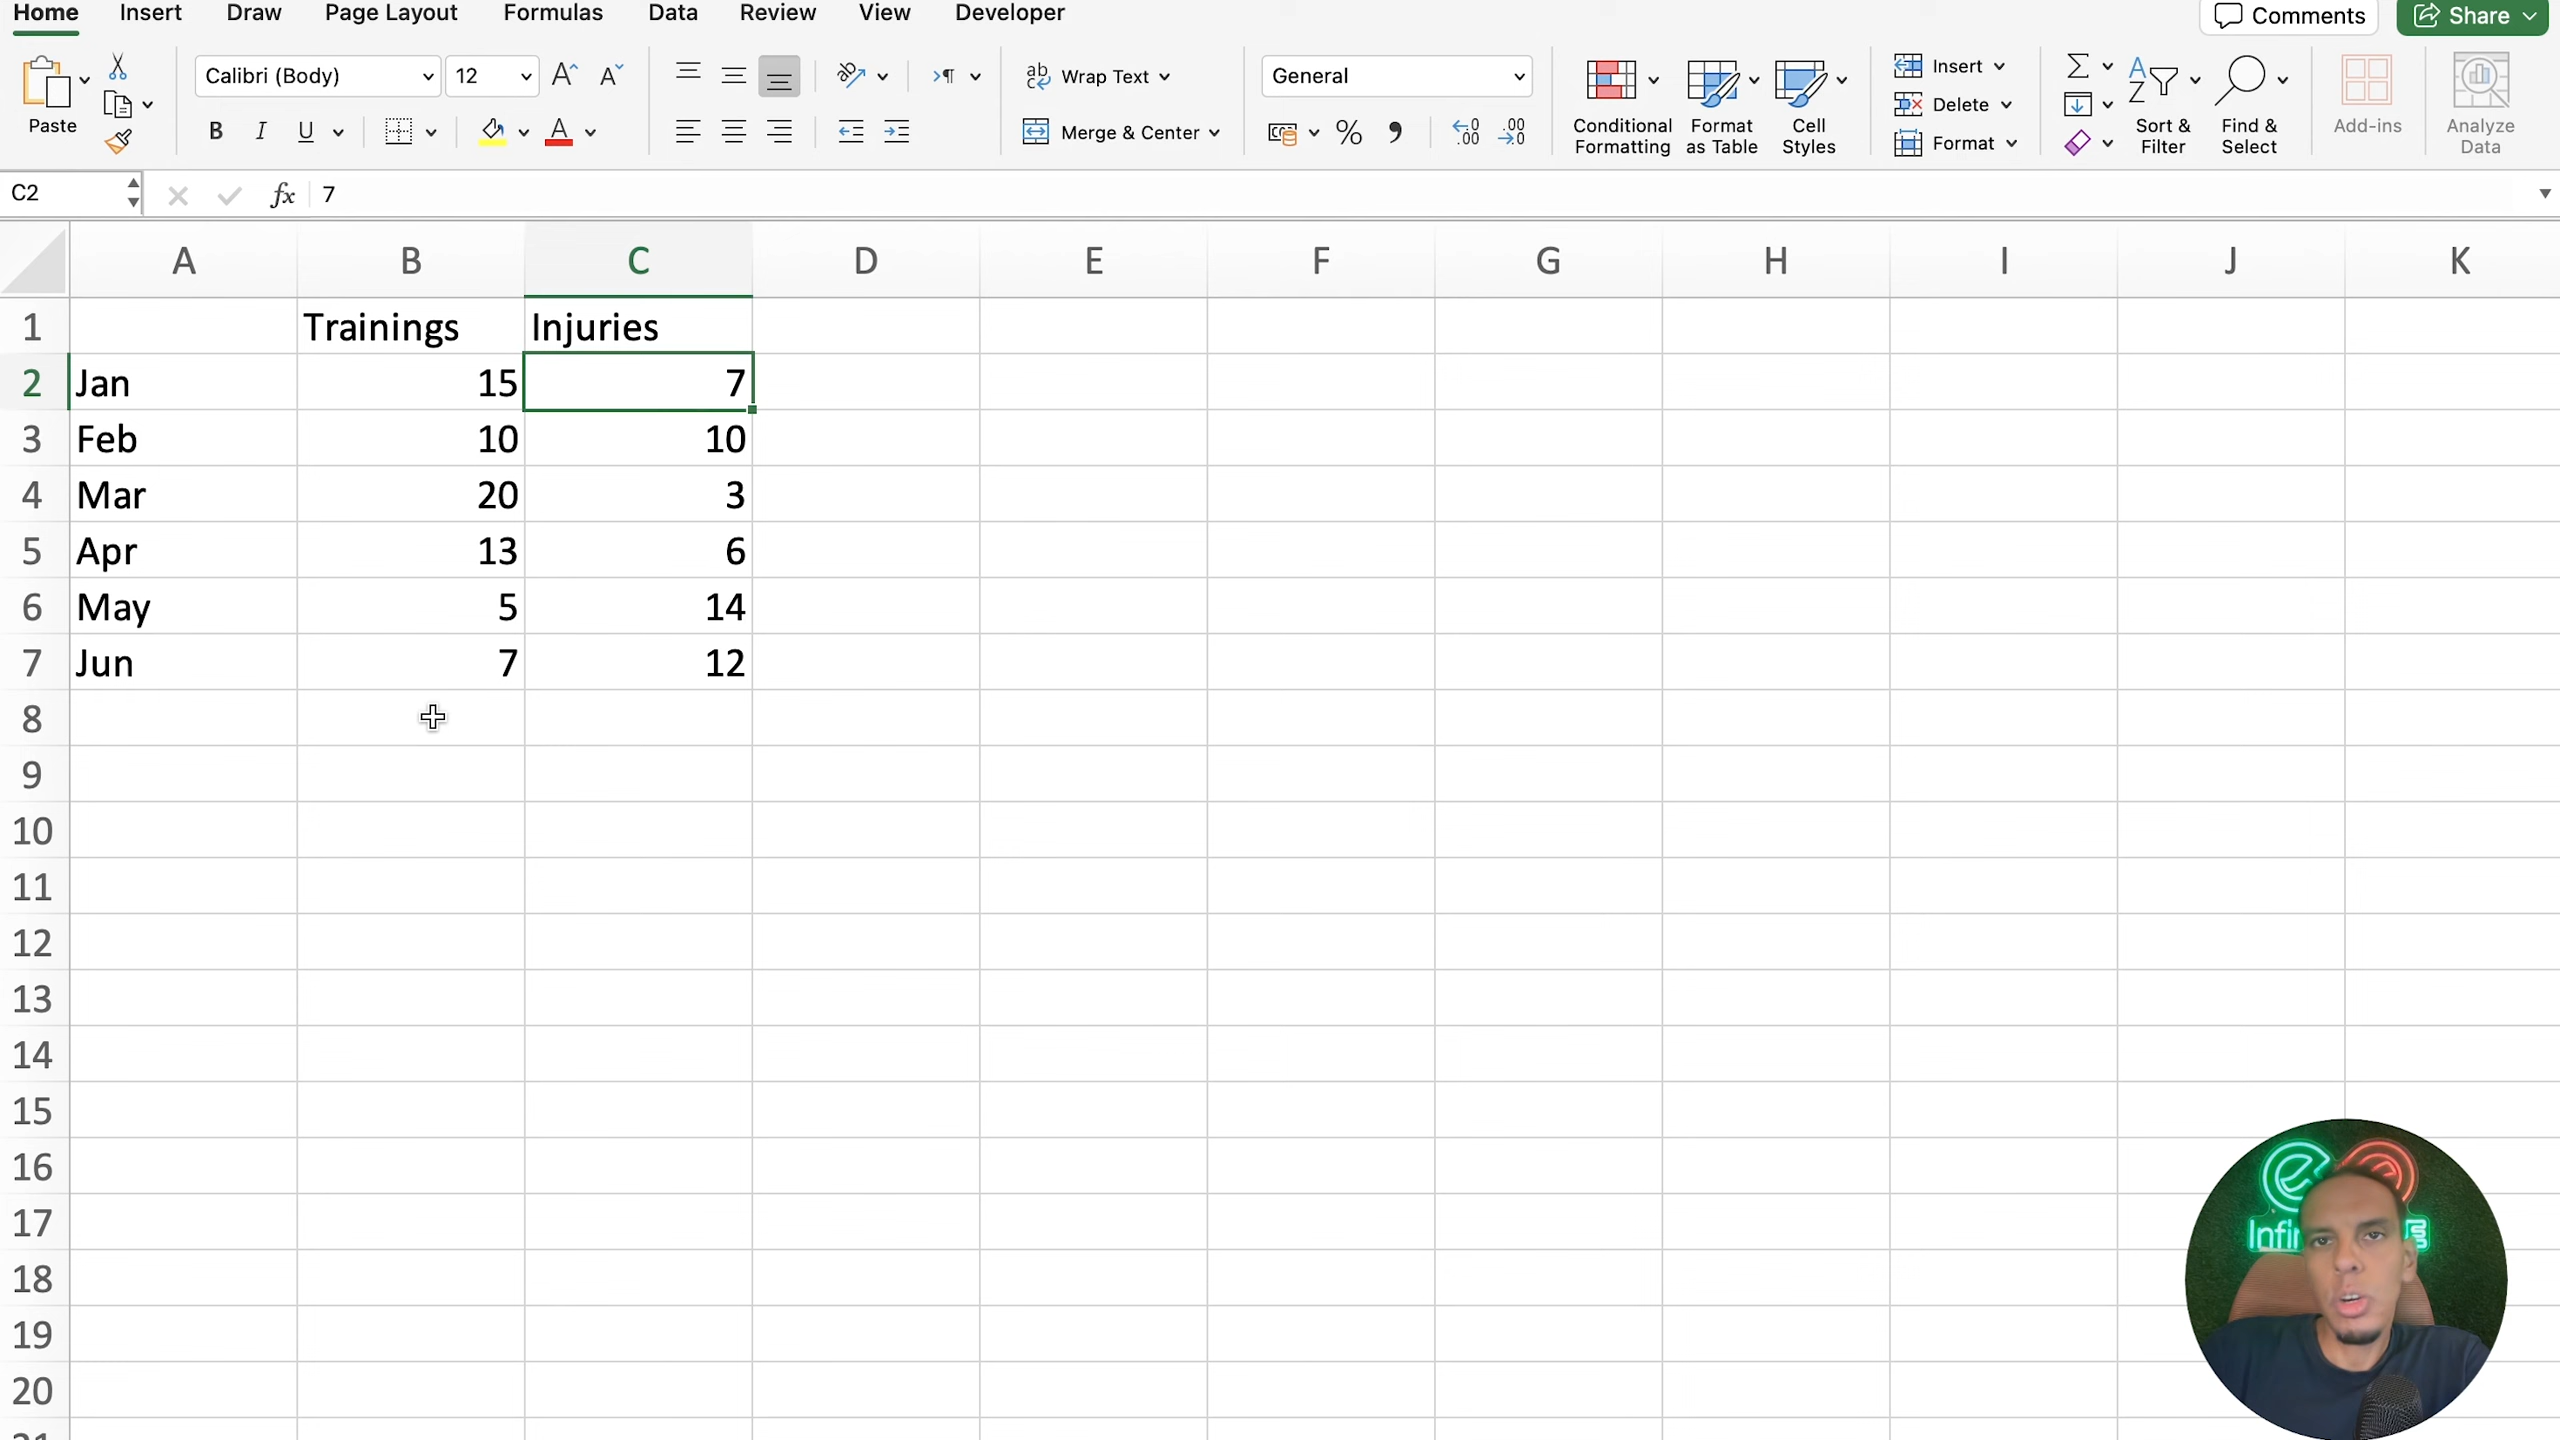 Home Insert Draw Page Layout Formulas Data Review View Developer Comments Share
Calibri (Body) 12 Wrap Text General Insert
Delete
Paste B I U Merge & Center % Conditional Formatting Format as Table Cell Styles Format Sort & Filter Find & Select Add-ins Analyze Data
C2 fx 7
A B C D E F G H I J K
1 Trainings Injuries
2 Jan 15 7
3 Feb 10 10
4 Mar 20 3
5 Apr 13 6
6 May 5 14
7 Jun 7 12
8
9
10
11
12
13
14
15
16
17
18
19
20